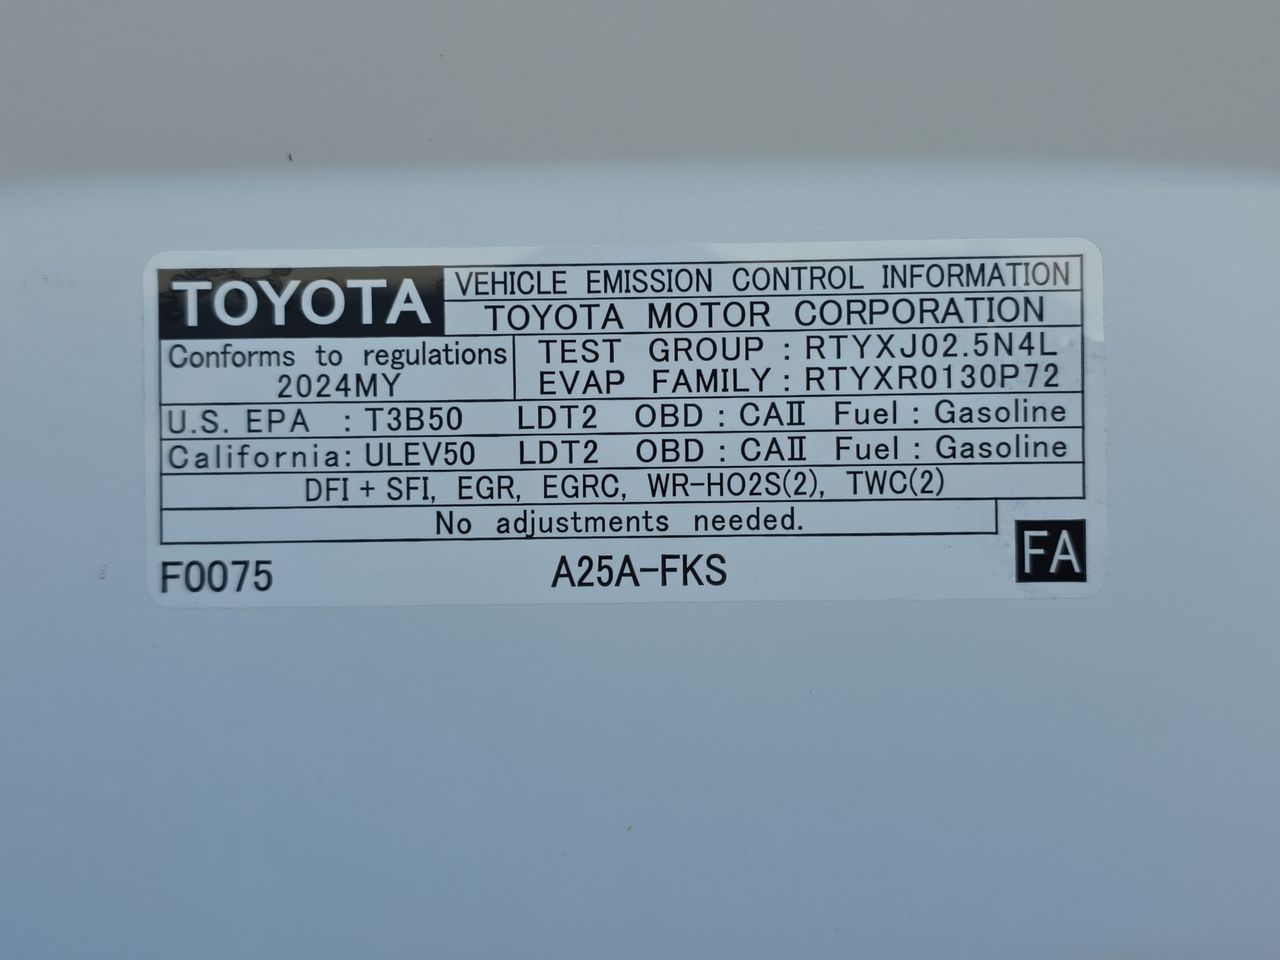 TOYOTA VEHICLE EMISSION CONTROL INFORMATION
TOYOTA MOTOR CORPORATION
Conforms to regulations TEST GROUP : RTYXJ02.5N4L
2024MY EVAP FAMILY : RTYXR0130P72
U.S. EPA : T3B50 LDT2 OBD : CAII Fuel : Gasoline
California: ULEV50 LDT2 OBD : CAII Fuel : Gasoline
DFI + SFI, EGR, EGRC, WR-HO2S(2), TWC(2)
No adjustments needed.
F0075 A25A-FKS FA